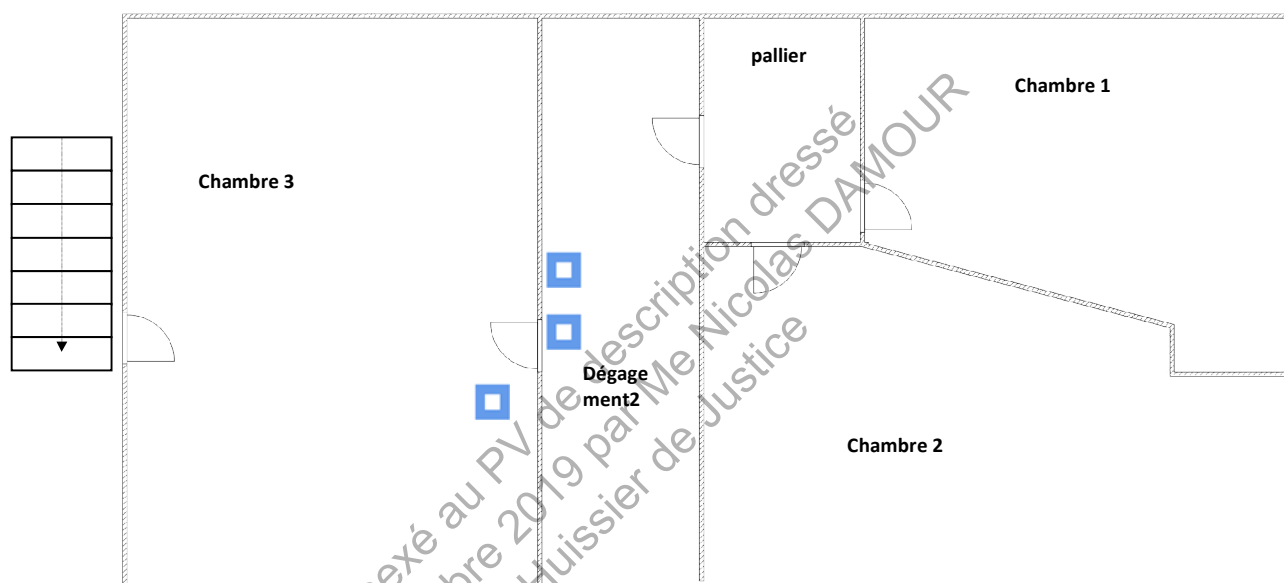 pallier
Chambre 1
Chambre 3
Dégage
ment2
Chambre 2
exé au PV de description dressé
bre 2019 par Me Nicolas DAMOUR
Huissier de Justice